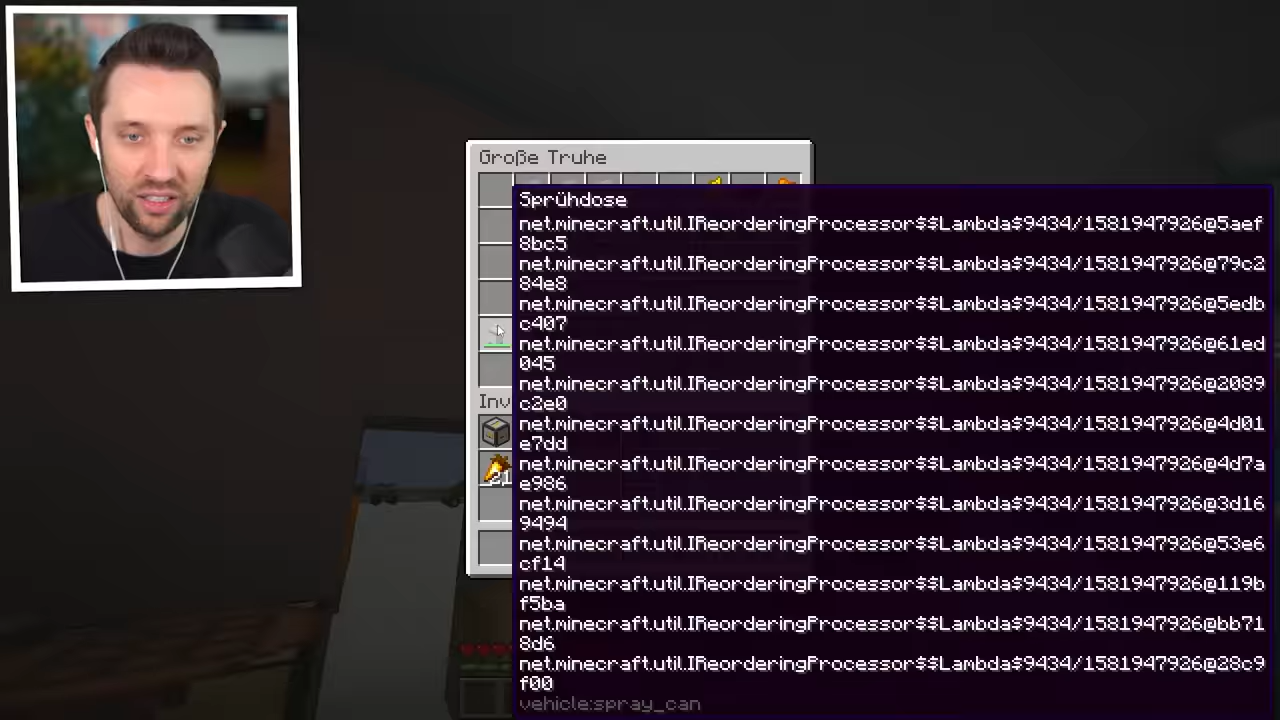 Große Truhe
Sprühdose
net.minecraft.util.IReorderingProcessor$$Lambda$9434/1581947926@5aef
8bc5
net.minecraft.util.IReorderingProcessor$$Lambda$9434/1581947926@79c2
84e8
net.minecraft.util.IReorderingProcessor$$Lambda$9434/1581947926@5edb
c407
net.minecraft.util.IReorderingProcessor$$Lambda$9434/1581947926@61ed
045
net.minecraft.util.IReorderingProcessor$$Lambda$9434/1581947926@2089
c2e0
Inv
net.minecraft.util.IReorderingProcessor$$Lambda$9434/1581947926@4d01
e7dd
net.minecraft.util.IReorderingProcessor$$Lambda$9434/1581947926@4d7a
e986
21
net.minecraft.util.IReorderingProcessor$$Lambda$9434/1581947926@3d16
9494
net.minecraft.util.IReorderingProcessor$$Lambda$9434/1581947926@53e6
cf14
net.minecraft.util.IReorderingProcessor$$Lambda$9434/1581947926@119b
f5ba
net.minecraft.util.IReorderingProcessor$$Lambda$9434/1581947926@bb71
8d6
net.minecraft.util.IReorderingProcessor$$Lambda$9434/1581947926@28c9
f00
vehicle:spray_can